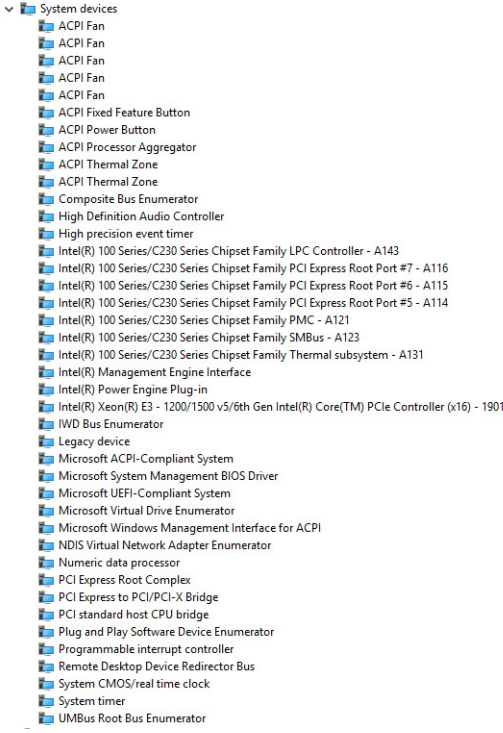 System devices
ACPI Fan
ACPI Fan
ACPI Fan
ACPI Fan
ACPI Fan
ACPI Fixed Feature Button
ACPI Power Button
ACPI Processor Aggregator
ACPI Thermal Zone
ACPI Thermal Zone
Composite Bus Enumerator
High Definition Audio Controller
High precision event timer
Intel(R) 100 Series/C230 Series Chipset Family LPC Controller - A143
Intel(R) 100 Series/C230 Series Chipset Family PCI Express Root Port #7 - A116
Intel(R) 100 Series/C230 Series Chipset Family PCI Express Root Port #6 - A115
Intel(R) 100 Series/C230 Series Chipset Family PCI Express Root Port #5 - A114
Intel(R) 100 Series/C230 Series Chipset Family PMC - A121
Intel(R) 100 Series/C230 Series Chipset Family SMBus - A123
Intel(R) 100 Series/C230 Series Chipset Family Thermal subsystem - A131
Intel(R) Management Engine Interface
Intel(R) Power Engine Plug-in
Intel(R) Xeon(R) E3 - 1200/1500 v5/6th Gen Intel(R) Core(TM) PCIe Controller (x16) - 1901
IWD Bus Enumerator
Legacy device
Microsoft ACPI-Compliant System
Microsoft System Management BIOS Driver
Microsoft UEFI-Compliant System
Microsoft Virtual Drive Enumerator
Microsoft Windows Management Interface for ACPI
NDIS Virtual Network Adapter Enumerator
Numeric data processor
PCI Express Root Complex
PCI Express to PCI/PCI-X Bridge
PCI standard host CPU bridge
Plug and Play Software Device Enumerator
Programmable interrupt controller
Remote Desktop Device Redirector Bus
System CMOS/real time clock
System timer
UMBus Root Bus Enumerator